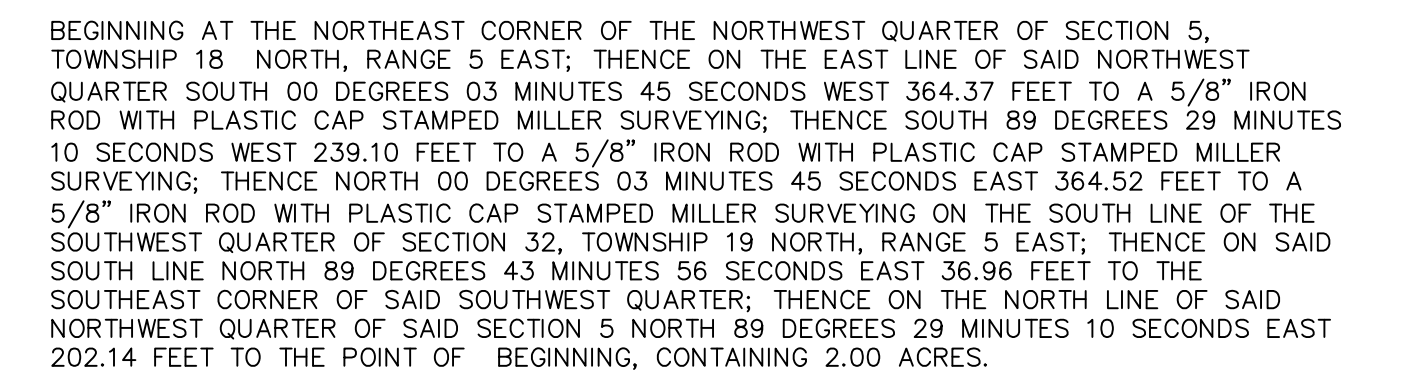 BEGINNING AT THE NORTHEAST CORNER OF THE NORTHWEST QUARTER OF SECTION 5,
TOWNSHIP 18 NORTH, RANGE 5 EAST; THENCE ON THE EAST LINE OF SAID NORTHWEST
QUARTER SOUTH 00 DEGREES 03 MINUTES 45 SECONDS WEST 364.37 FEET TO A 5/8” IRON
ROD WITH PLASTIC CAP STAMPED MILLER SURVEYING; THENCE SOUTH 89 DEGREES 29 MINUTES
10 SECONDS WEST 239.10 FEET TO A 5/8” IRON ROD WITH PLASTIC CAP STAMPED MILLER
SURVEYING; THENCE NORTH 00 DEGREES 03 MINUTES 45 SECONDS EAST 364.52 FEET TO A
5/8” IRON ROD WITH PLASTIC CAP STAMPED MILLER SURVEYING ON THE SOUTH LINE OF THE
SOUTHWEST QUARTER OF SECTION 32, TOWNSHIP 19 NORTH, RANGE 5 EAST; THENCE ON SAID
SOUTH LINE NORTH 89 DEGREES 43 MINUTES 56 SECONDS EAST 36.96 FEET TO THE
SOUTHEAST CORNER OF SAID SOUTHWEST QUARTER; THENCE ON THE NORTH LINE OF SAID
NORTHWEST QUARTER OF SAID SECTION 5 NORTH 89 DEGREES 29 MINUTES 10 SECONDS EAST
202.14 FEET TO THE POINT OF BEGINNING, CONTAINING 2.00 ACRES.